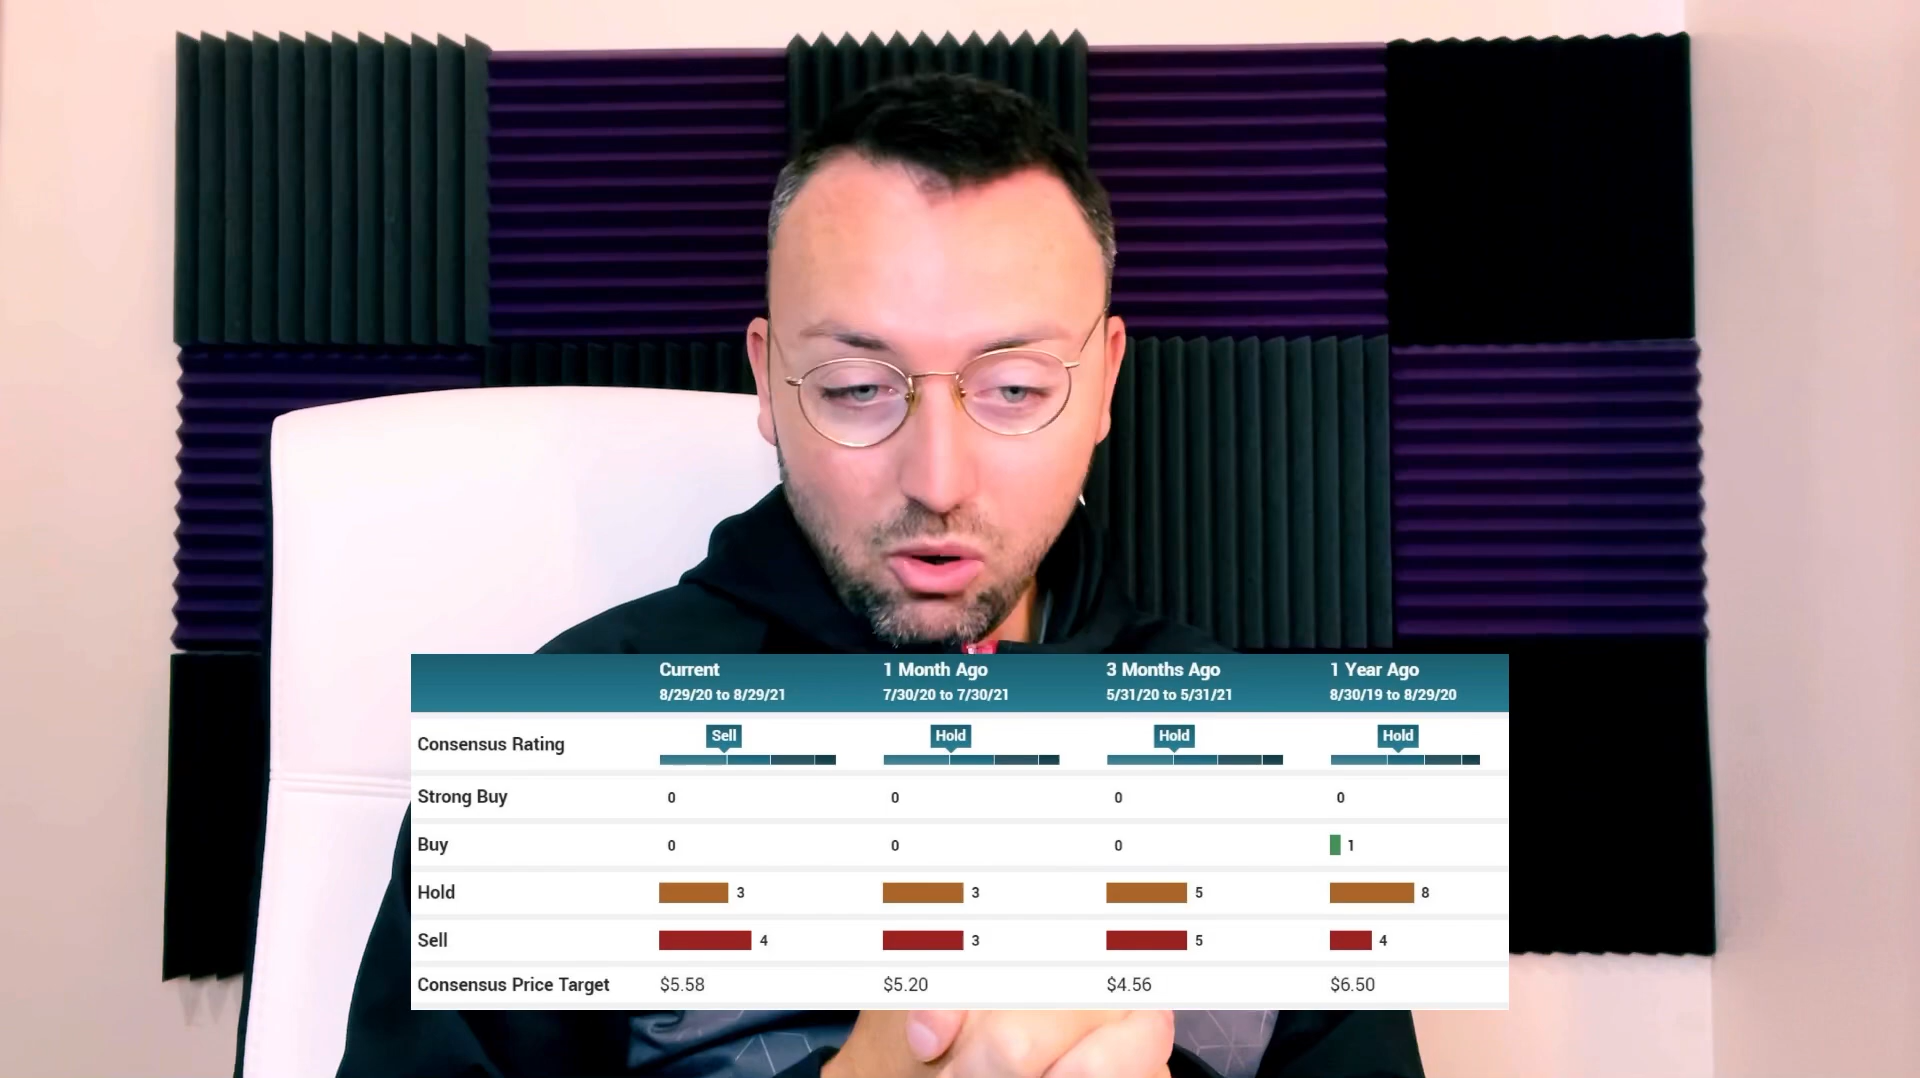 Current 1 Month Ago 3 Months Ago 1 Year Ago
8/29/20 to 8/29/21 7/30/20 to 7/30/21 5/31/20 to 5/31/21 8/30/19 to 8/29/20
Consensus Rating Sell Hold Hold Hold
Strong Buy 0 0 0 0
Buy 0 0 0 1
Hold 3 3 5 8
Sell 4 3 5 4
Consensus Price Target $5.58 $5.20 $4.56 $6.50